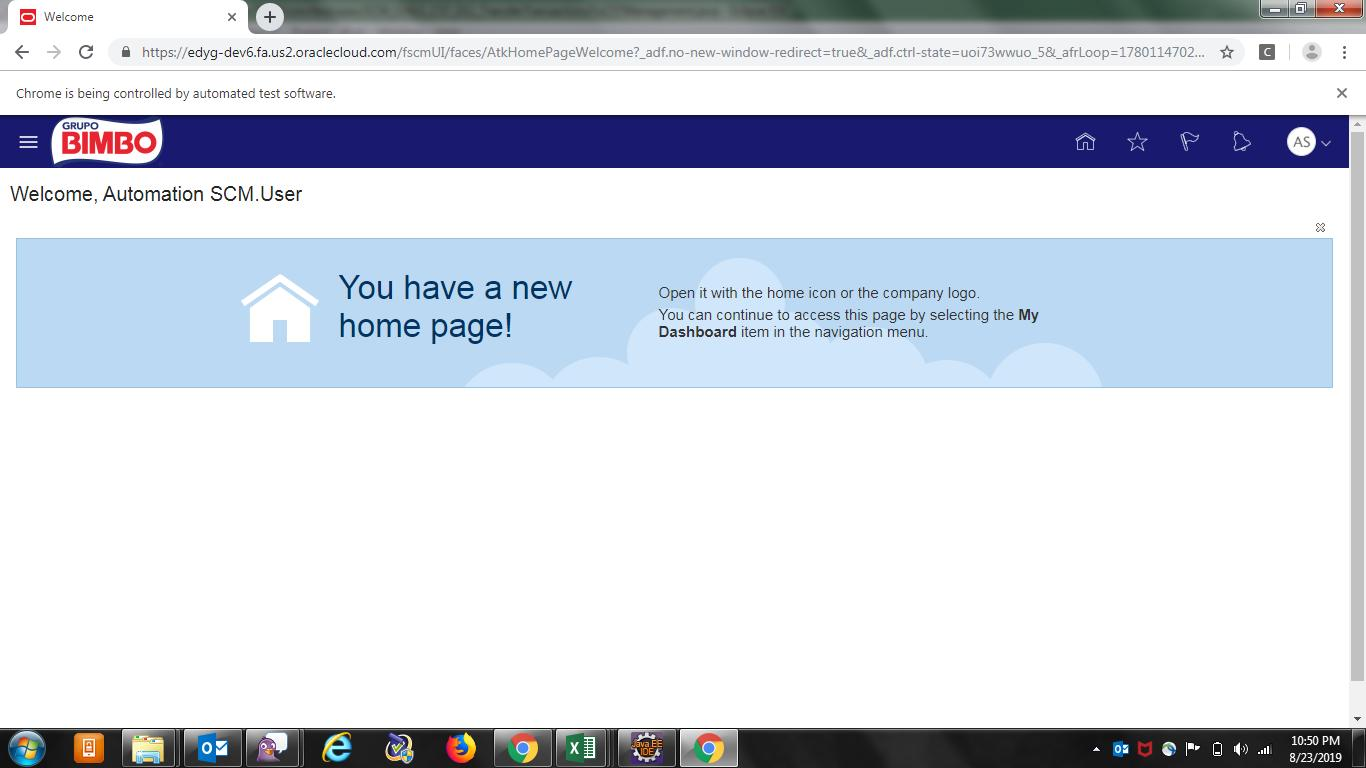 Welcome
https://edyg-dev6.fa.us2.oraclecloud.com/fscmUI/faces/AtkHomePageWelcome?_adf.no-new-window-redirect=true&_adf.ctrl-state=uoi73wwuo_5&_afrLoop=1780114702...
C
Chrome is being controlled by automated test software.
GRUPO
BIMBO
AS
Welcome, Automation SCM.User
You have a new
home page!
Open it with the home icon or the company logo.
You can continue to access this page by selecting the My
Dashboard item in the navigation menu.
Java EE
IDE
10:50 PM
8/23/2019